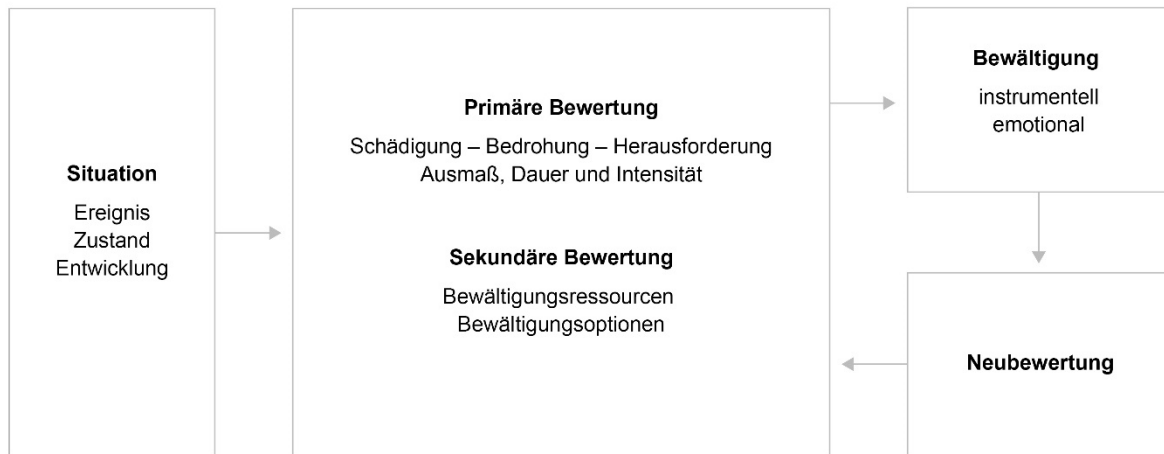 Situation
Ereignis
Zustand
Entwicklung
Primäre Bewertung
Schädigung – Bedrohung – Herausforderung
Ausmaß, Dauer und Intensität
Sekundäre Bewertung
Bewältigungsressourcen
Bewältigungsoptionen
Bewältigung
instrumentell
emotional
Neubewertung